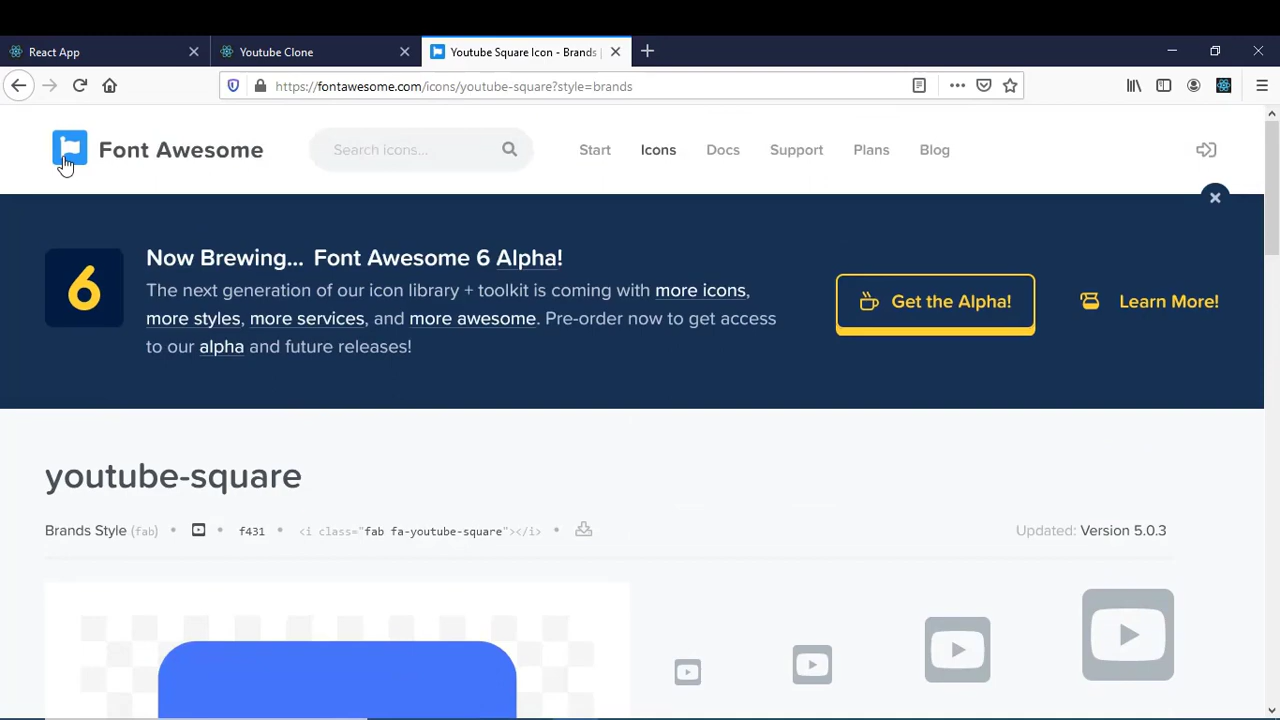 React App
Youtube Clone
Youtube Square Icon - Brands |
https://fontawesome.com/icons/youtube-square?style=brands
Font Awesome
Search icons...
Start
Icons
Docs
Support
Plans
Blog
6
Now Brewing... Font Awesome 6 Alpha!
The next generation of our icon library + toolkit is coming with more icons,
more styles, more services, and more awesome. Pre-order now to get access
to our alpha and future releases!
Get the Alpha!
Learn More!
youtube-square
Brands Style (fab) • • f431 • <i class="fab fa-youtube-square"></i> •
Updated: Version 5.0.3